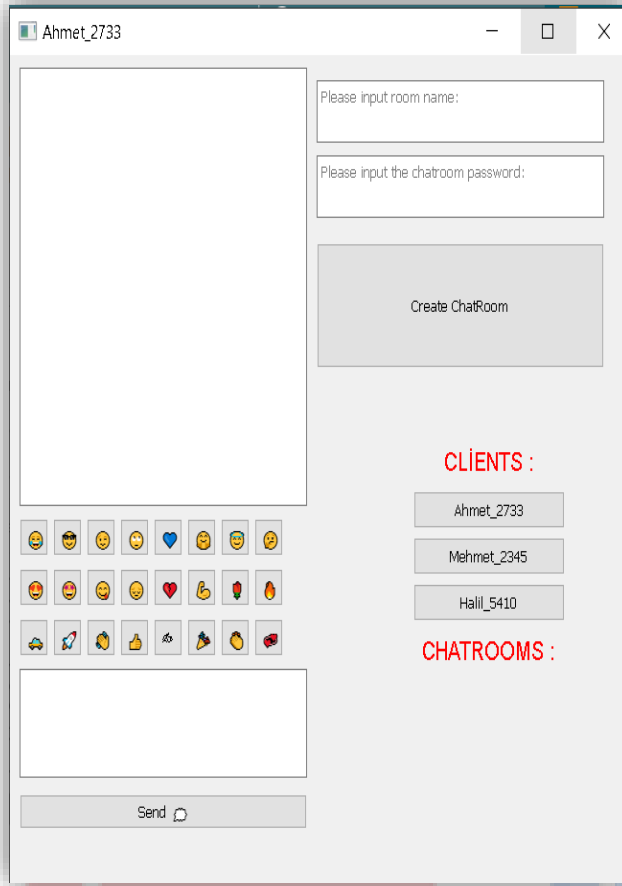 Ahmet_2733
Please input room name:
Please input the chatroom password:
Create ChatRoom
CLİENTS :
Ahmet_2733
Mehmet_2345
Halil_5410
CHATROOMS :
Send